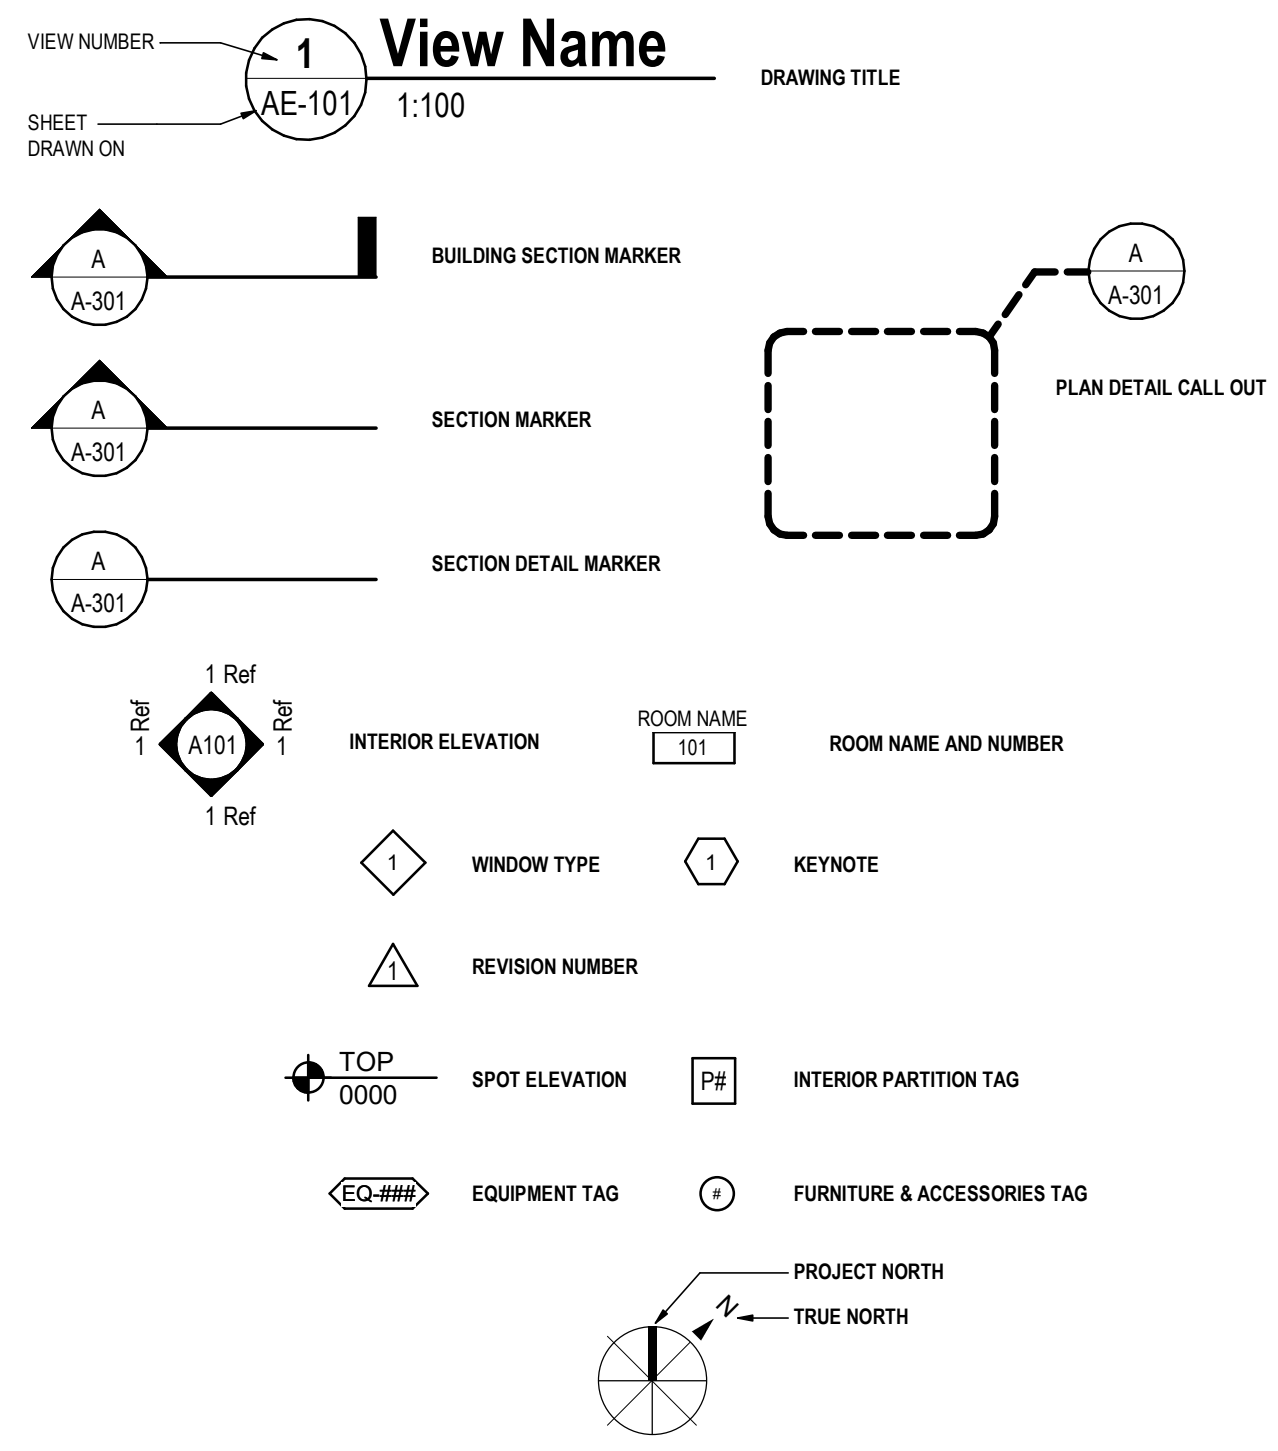 VIEW NUMBER
1
View Name
AE-101
1:100
DRAWING TITLE
SHEET
DRAWN ON
A
A-301
BUILDING SECTION MARKER
A
A-301
PLAN DETAIL CALL OUT
A
A-301
SECTION MARKER
A
A-301
SECTION DETAIL MARKER
1 Ref
1 Ref
A101
1 Ref
1 Ref
INTERIOR ELEVATION
ROOM NAME
101
ROOM NAME AND NUMBER
1
WINDOW TYPE
1
KEYNOTE
1
REVISION NUMBER
TOP
0000
SPOT ELEVATION
P#
INTERIOR PARTITION TAG
EQ-###
EQUIPMENT TAG
#
FURNITURE & ACCESSORIES TAG
PROJECT NORTH
N
TRUE NORTH